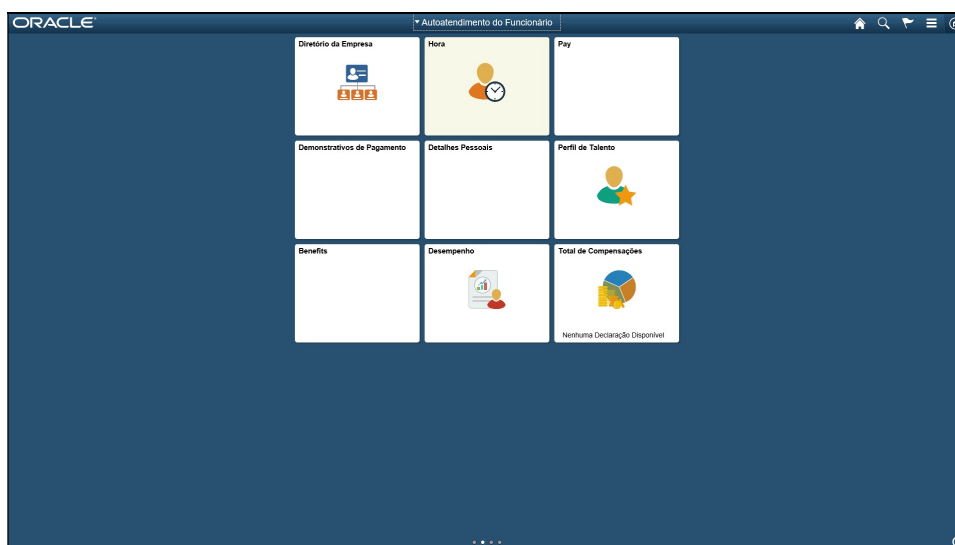 ORACLE
Autoatendimento do Funcionário
Diretório da Empresa
Hora
Pay
Demonstrativos de Pagamento
Detalhes Pessoais
Perfil de Talento
Benefits
Desempenho
Total de Compensações
Nenhuma Declaração Disponível